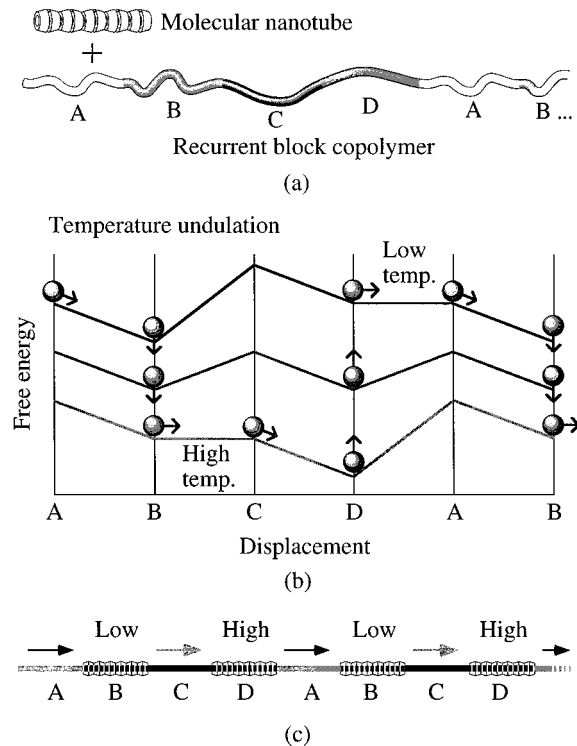 Molecular nanotube
+
A B C D A B ...
Recurrent block copolymer
(a)
Temperature undulation
Low
temp.
Free energy
High
temp.
A B C D A B
Displacement
(b)
Low High Low High
A B C D A B C D
(c)